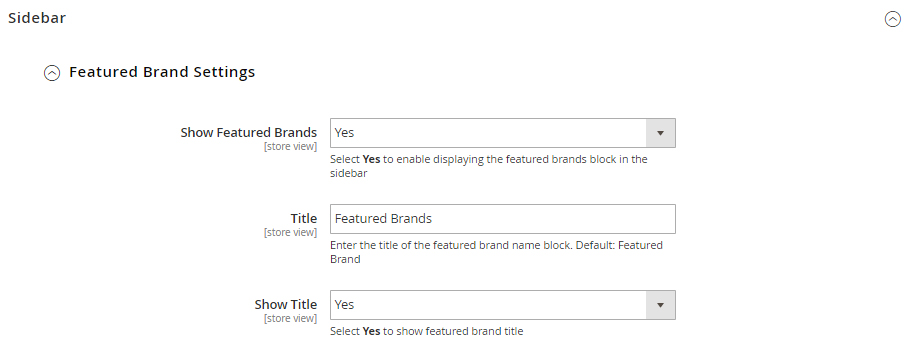 Sidebar
Featured Brand Settings
Show Featured Brands
Yes
[store view]
Select Yes to enable displaying the featured brands block in the
sidebar
Title
Featured Brands
[store view]
Enter the title of the featured brand name block. Default: Featured
Brand
Show Title
Yes
[store view]
Select Yes to show featured brand title